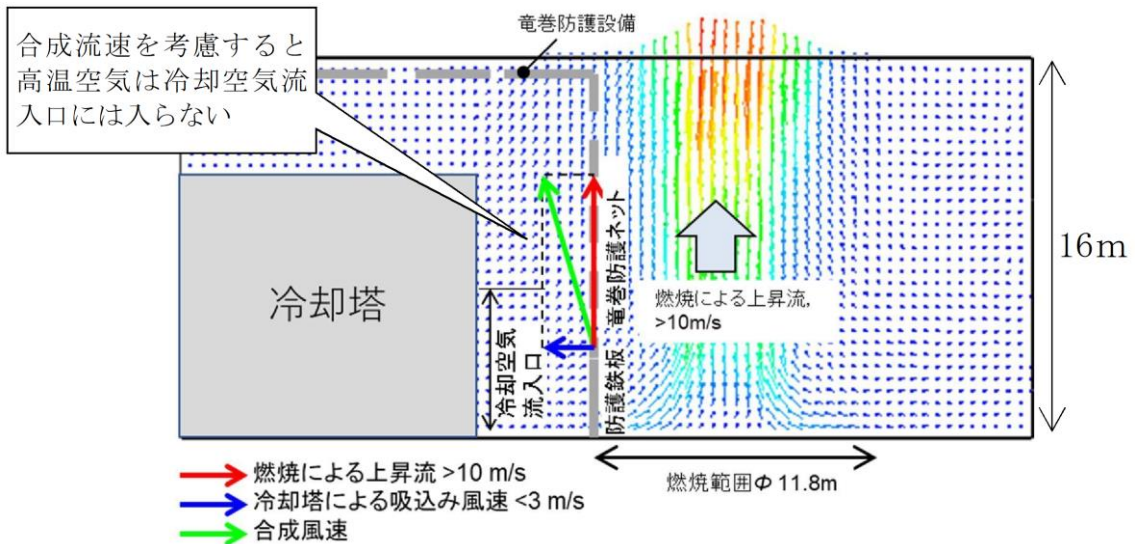 竜巻防護設備
合成流速を考慮すると
高温空気は冷却空気流
入口には入らない
16m
冷却塔
冷却空気
流入口
竜巻防護ネット
防護鉄板
燃焼による上昇流,
>10m/s
燃焼範囲Φ 11.8m
燃焼による上昇流 >10 m/s
冷却塔による吸込み風速 <3 m/s
合成風速